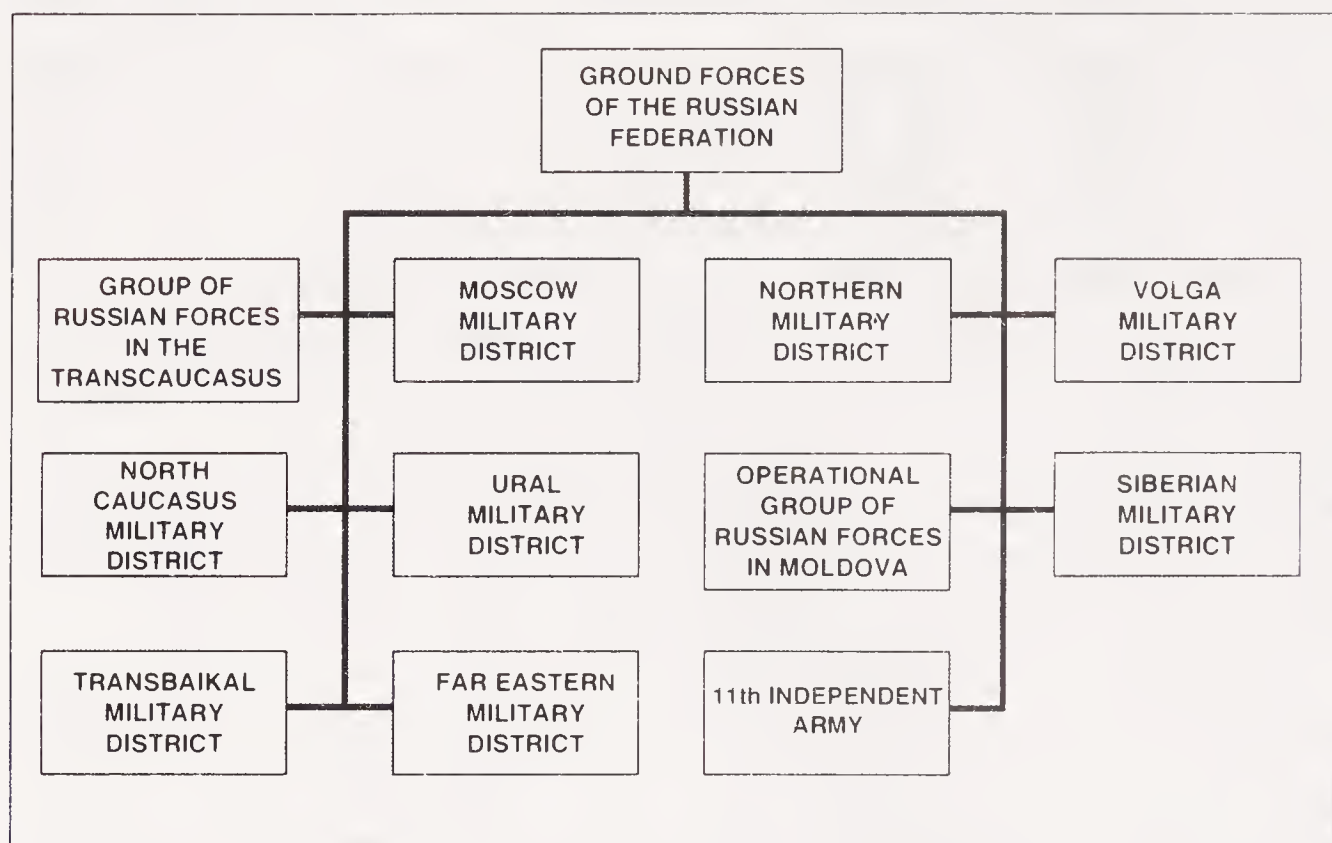 GROUND FORCES
OF THE RUSSIAN
FEDERATION
GROUP OF
RUSSIAN FORCES
IN THE
TRANSCAUCASUS
MOSCOW
MILITARY
DISTRICT
NORTHERN
MILITARY
DISTRICT
VOLGA
MILITARY
DISTRICT
NORTH
CAUCASUS
MILITARY
DISTRICT
URAL
MILITARY
DISTRICT
OPERATIONAL
GROUP OF
RUSSIAN FORCES
IN MOLDOVA
SIBERIAN
MILITARY
DISTRICT
TRANSBAIKAL
MILITARY
DISTRICT
FAR EASTERN
MILITARY
DISTRICT
11th INDEPENDENT
ARMY